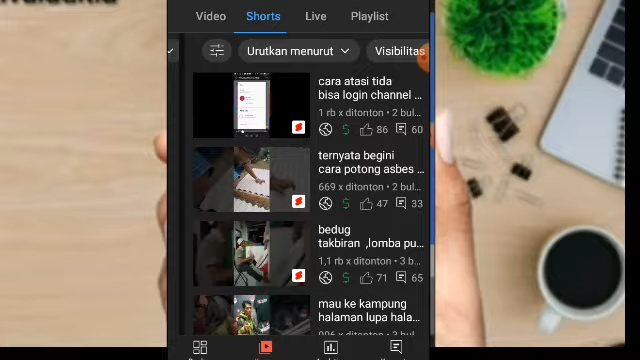 Video Shorts Live Playlist
Urutkan menurut Visibilitas
cara atasi tida
bisa login channel ...
1 rb x ditonton • 2 bul...
86 60
ternyata begini
cara potong asbes ...
669 x ditonton • 2 bul...
47 33
bedug
takbiran ,lomba pu...
1,1 rb x ditonton • 3 b...
71 65
mau ke kampung
halaman lupa hala...